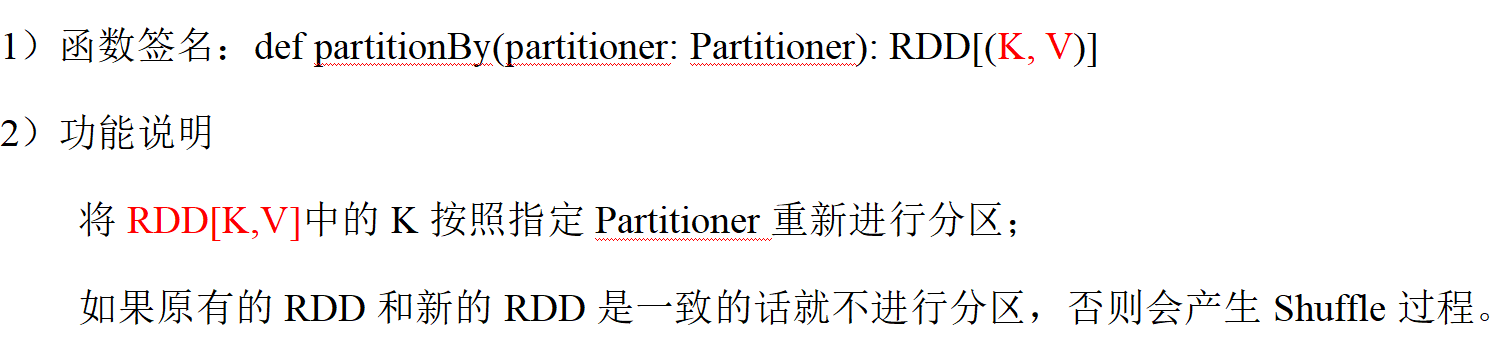 1）函数签名：def partitionBy(partitioner: Partitioner): RDD[(K, V)]
2）功能说明
将 RDD[K,V]中的 K 按照指定 Partitioner 重新进行分区；
如果原有的 RDD 和新的 RDD 是一致的话就不进行分区，否则会产生 Shuffle 过程。